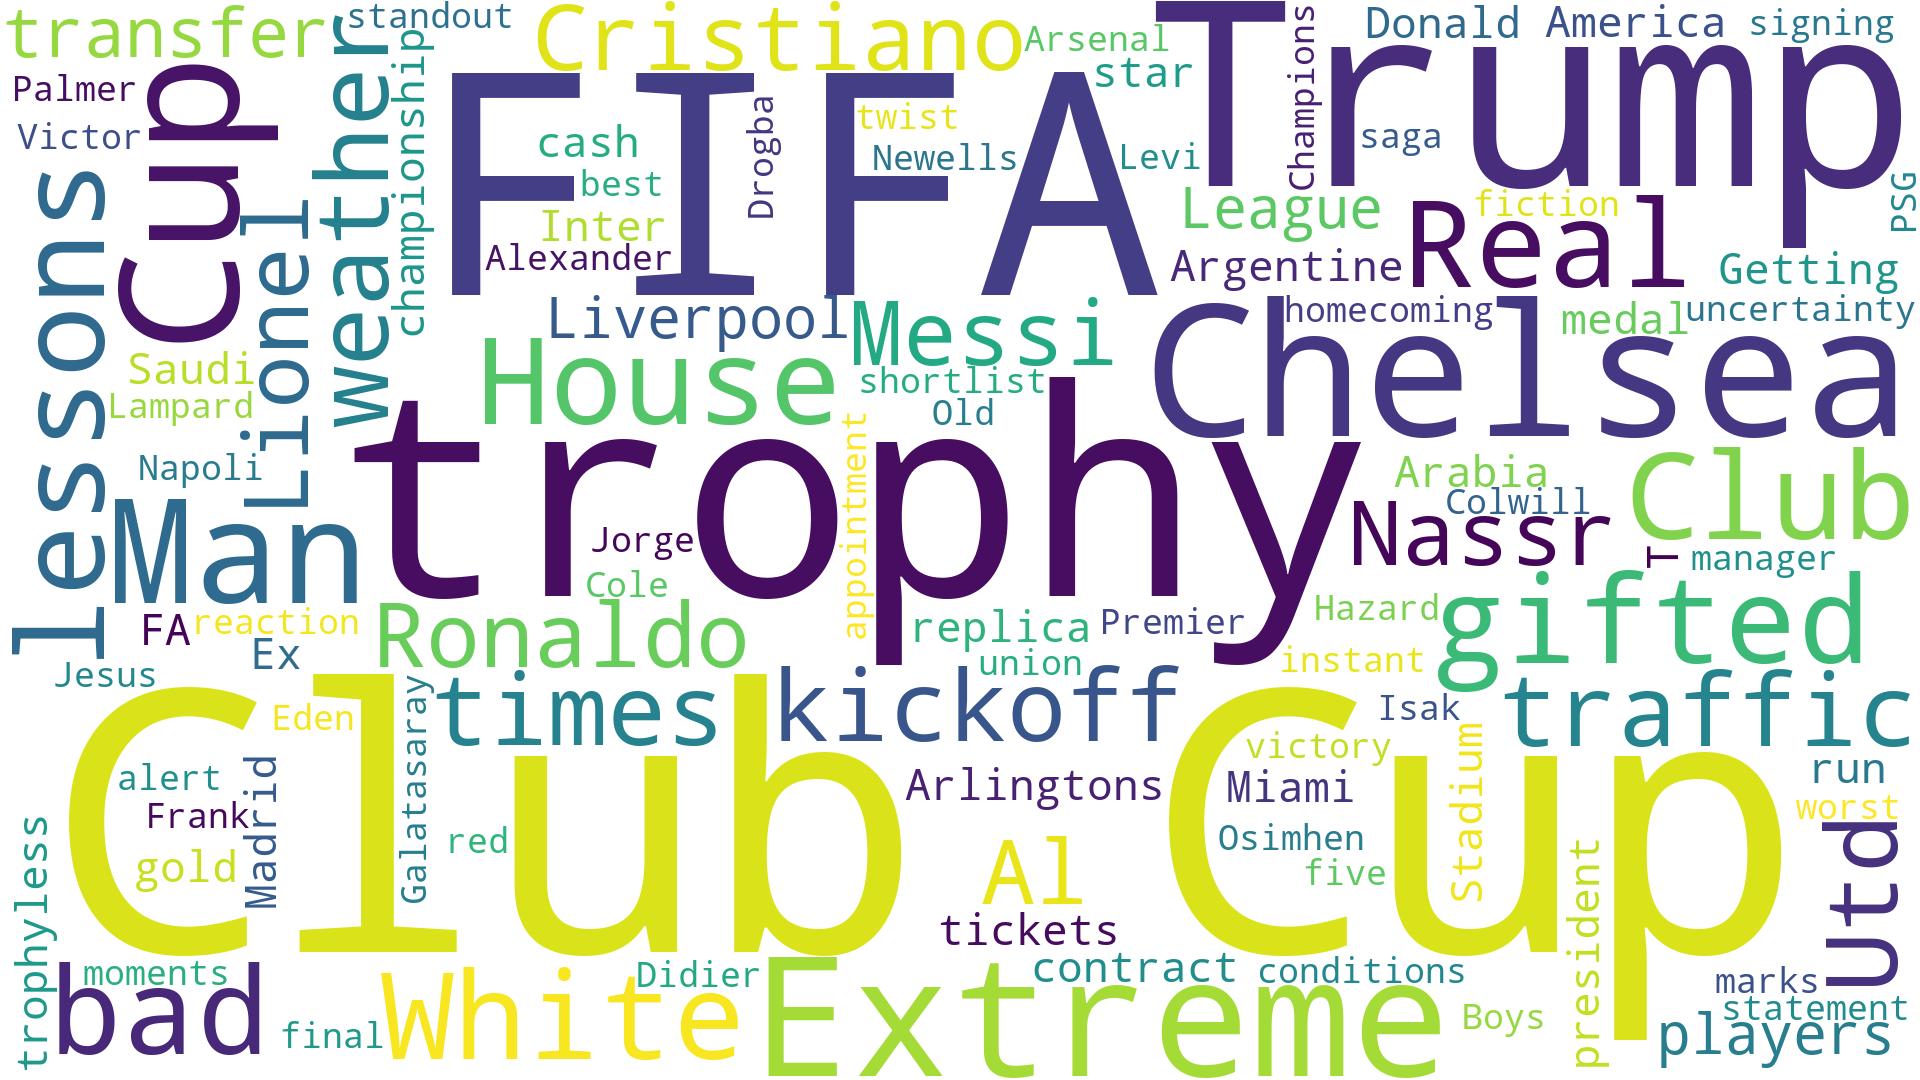 transfer
standout
Cristiano
Arsenal
Trump
Donald
America
signing
Palmer
Cup
weather
championship
FIFA
star
Champions
Victor
cash
Drogba
twist
saga
best
Newells
Levi
PSG
lessons
Lionel
Inter
League
fiction
Real
Alexander
Argentine
Getting
Liverpool
Messi
Chelsea
homecoming
medal
uncertainty
House
Saudi
shortlist
Lampard
trophy
Old
appointment
Napoli
Arabia
Club
Colwill
Man
Nassr
Jorge
T
manager
Cole
gifted
FA
reaction
Ronaldo
replica
Premier
Hazard
Ex
union
instant
Jesus
Club Cup
Eden
Galatasaray
times
kickoff
Isak
traffic
victory
Stadium
alert
Madrid
Arlingtons
Miami
run
Frank
worst
red
Osimhen
gold
Al
five
president
Utd
trophyless
tickets
moments
bad
White
Didier
Extreme
contract
conditions
marks
final
Boys
statement
players